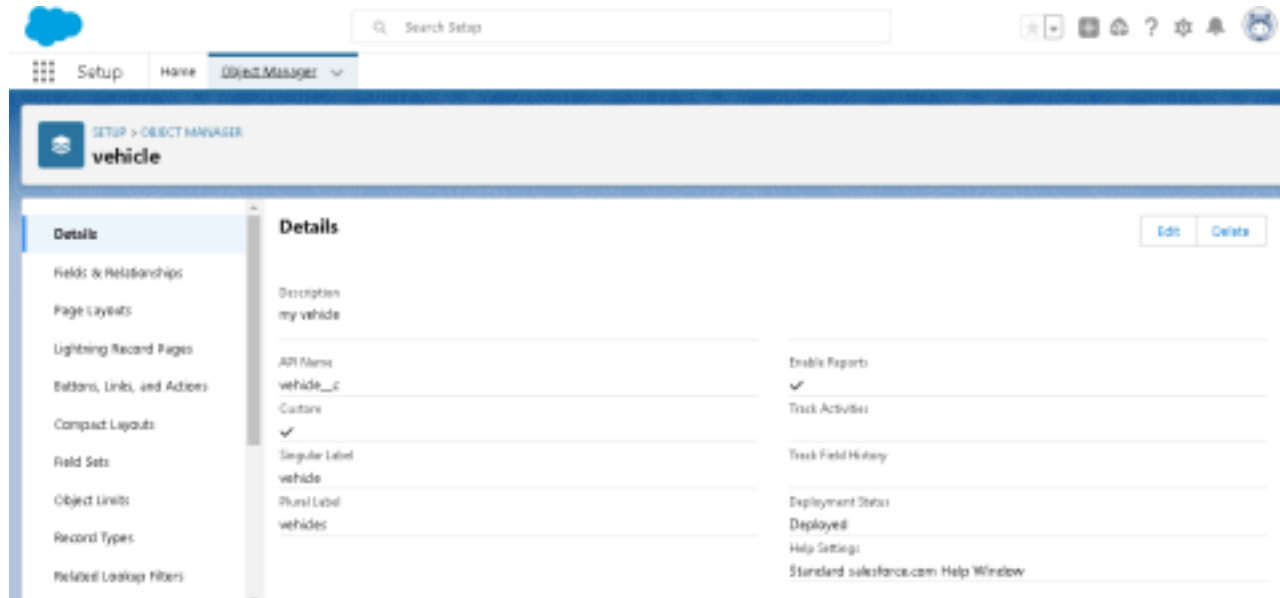 Search Setup
Setup
Home
Object Manager
SETUP > OBJECT MANAGER
vehicle
Details
Fields & Relationships
Page Layouts
Lightning Record Pages
Buttons, Links, and Actions
Compact Layouts
Field Sets
Object Limits
Record Types
Related Lookup Filters
Details
Edit
Delete
Description
my vehicle
API Name
vehicle__c
Custom
Singular Label
vehicle
Plural Label
vehicles
Enable Reports
Track Activities
Track Field History
Deployment Status
Deployed
Help Settings
Standard salesforce.com Help Window